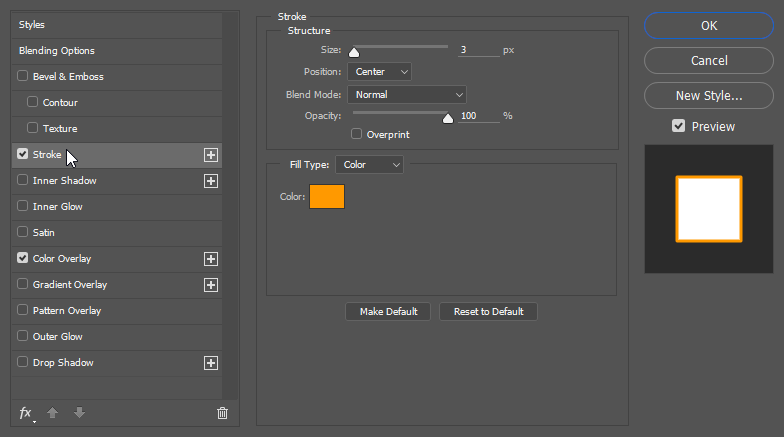 Styles
Blending Options
Bevel & Emboss
Contour
Texture
Stroke
Inner Shadow
Inner Glow
Satin
Color Overlay
Gradient Overlay
Pattern Overlay
Outer Glow
Drop Shadow
fx
Stroke
Structure
Size: 3 px
Position: Center
Blend Mode: Normal
Opacity: 100 %
Overprint
Fill Type: Color
Color:
Make Default Reset to Default
OK
Cancel
New Style...
Preview